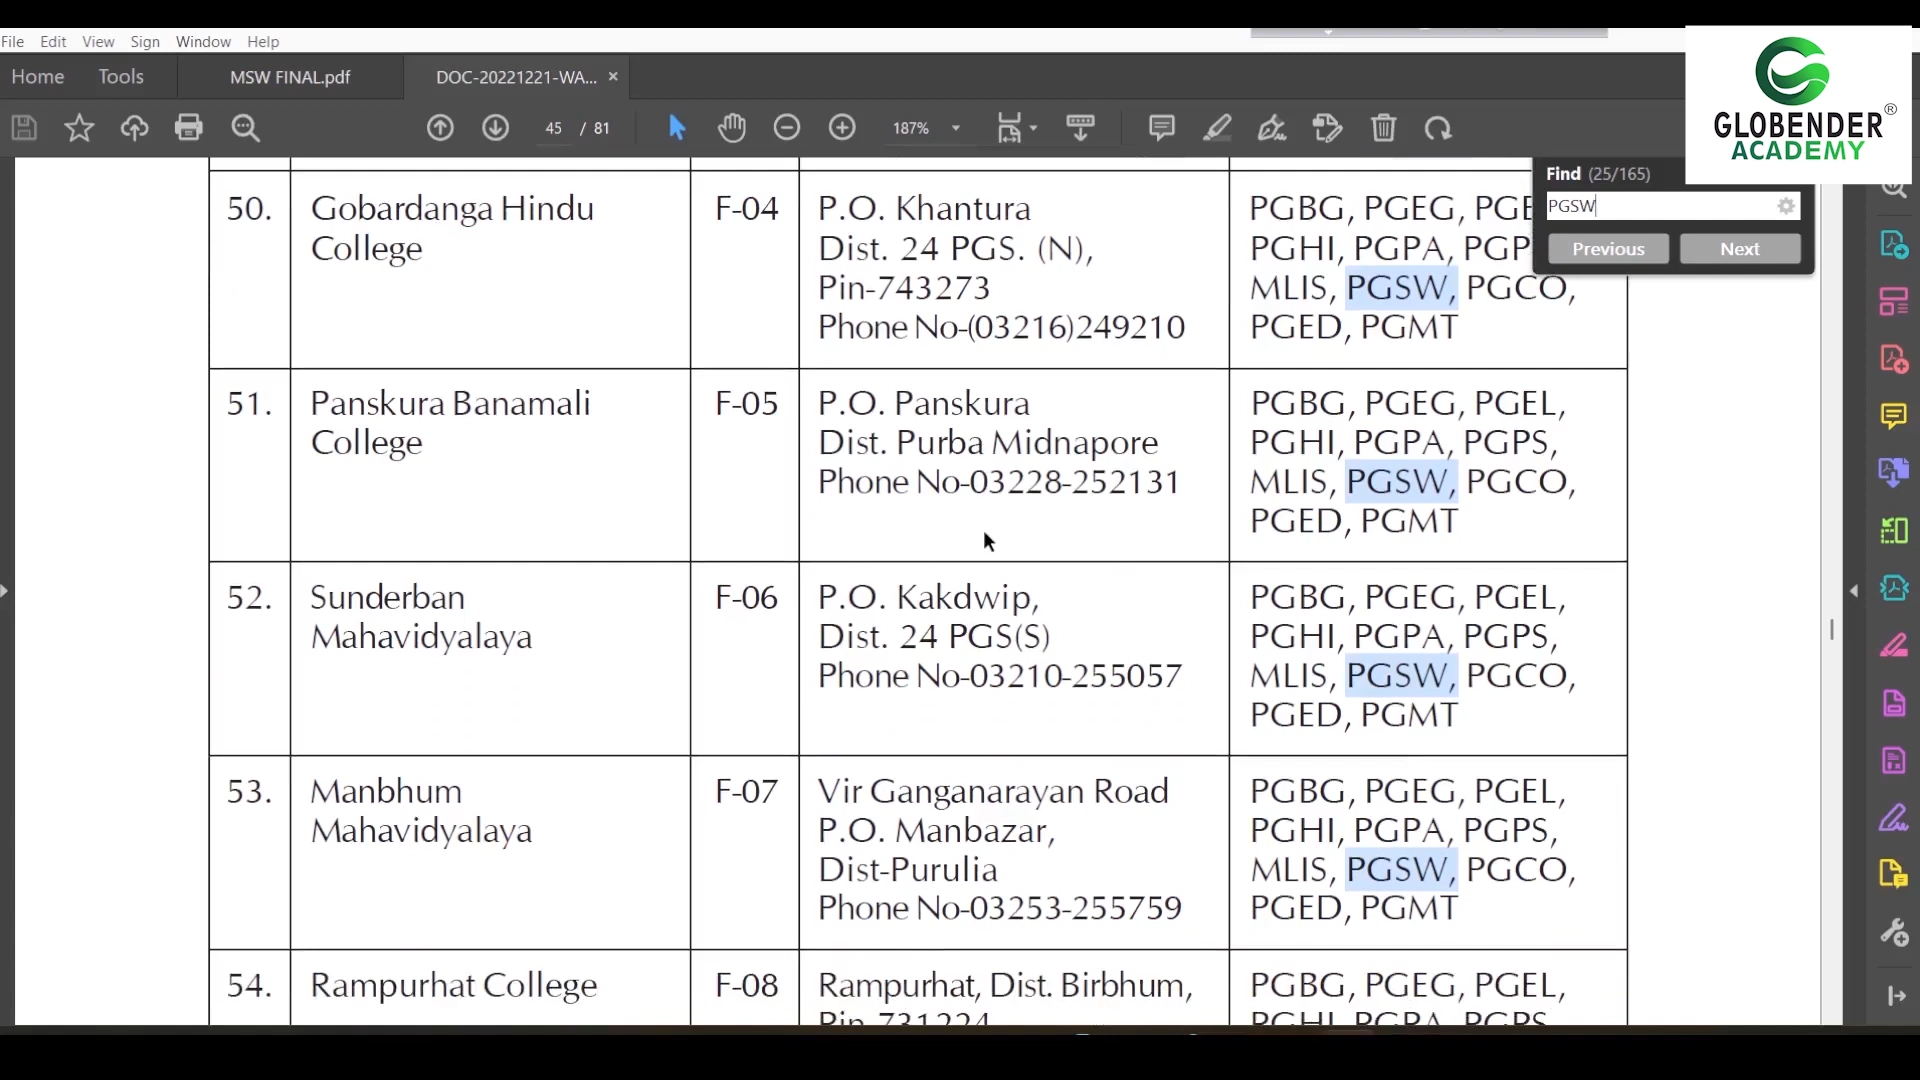 File Edit View Sign Window Help
Home Tools MSW FINAL.pdf DOC-20221221-WA... ×
45 / 81 187%
GLOBENDER®
ACADEMY
Find (25/165)
PGSW
Previous Next
50. Gobardanga Hindu College F-04 P.O. Khantura
Dist. 24 PGS. (N),
Pin-743273
Phone No-(03216)249210
PGBG, PGEG,
PGHI, PGPA,
MLIS, PGSW, PGCO,
PGED, PGMT
51. Panskura Banamali College F-05 P.O. Panskura
Dist. Purba Midnapore
Phone No-03228-252131
PGBG, PGEG, PGEL,
PGHI, PGPA, PGPS,
MLIS, PGSW, PGCO,
PGED, PGMT
52. Sunderban Mahavidyalaya F-06 P.O. Kakdwip,
Dist. 24 PGS(S)
Phone No-03210-255057
PGBG, PGEG, PGEL,
PGHI, PGPA, PGPS,
MLIS, PGSW, PGCO,
PGED, PGMT
53. Manbhum Mahavidyalaya F-07 Vir Ganganarayan Road
P.O. Manbazar,
Dist-Purulia
Phone No-03253-255759
PGBG, PGEG, PGEL,
PGHI, PGPA, PGPS,
MLIS, PGSW, PGCO,
PGED, PGMT
54. Rampurhat College F-08 Rampurhat, Dist. Birbhum,
Pin-731224
PGBG, PGEG, PGEL,
PGHI, PGPA, PGPS,